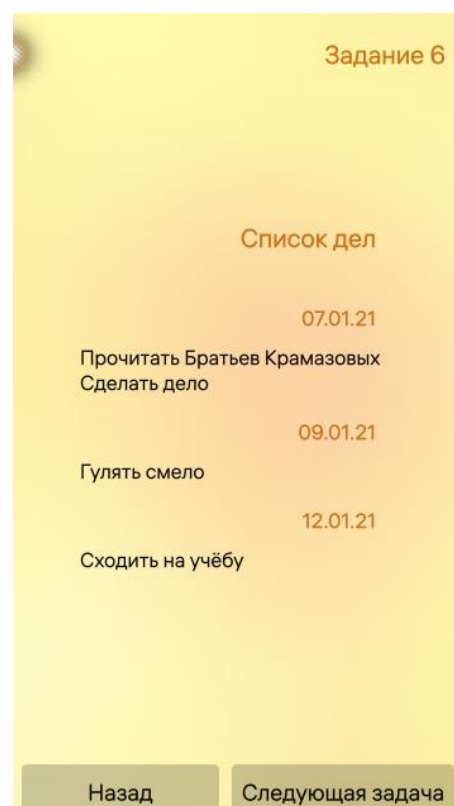 Задание 6
Список дел
07.01.21
Прочитать Братьев Крамазовых
Сделать дело
09.01.21
Гулять смело
12.01.21
Сходить на учёбу
Назад
Следующая задача